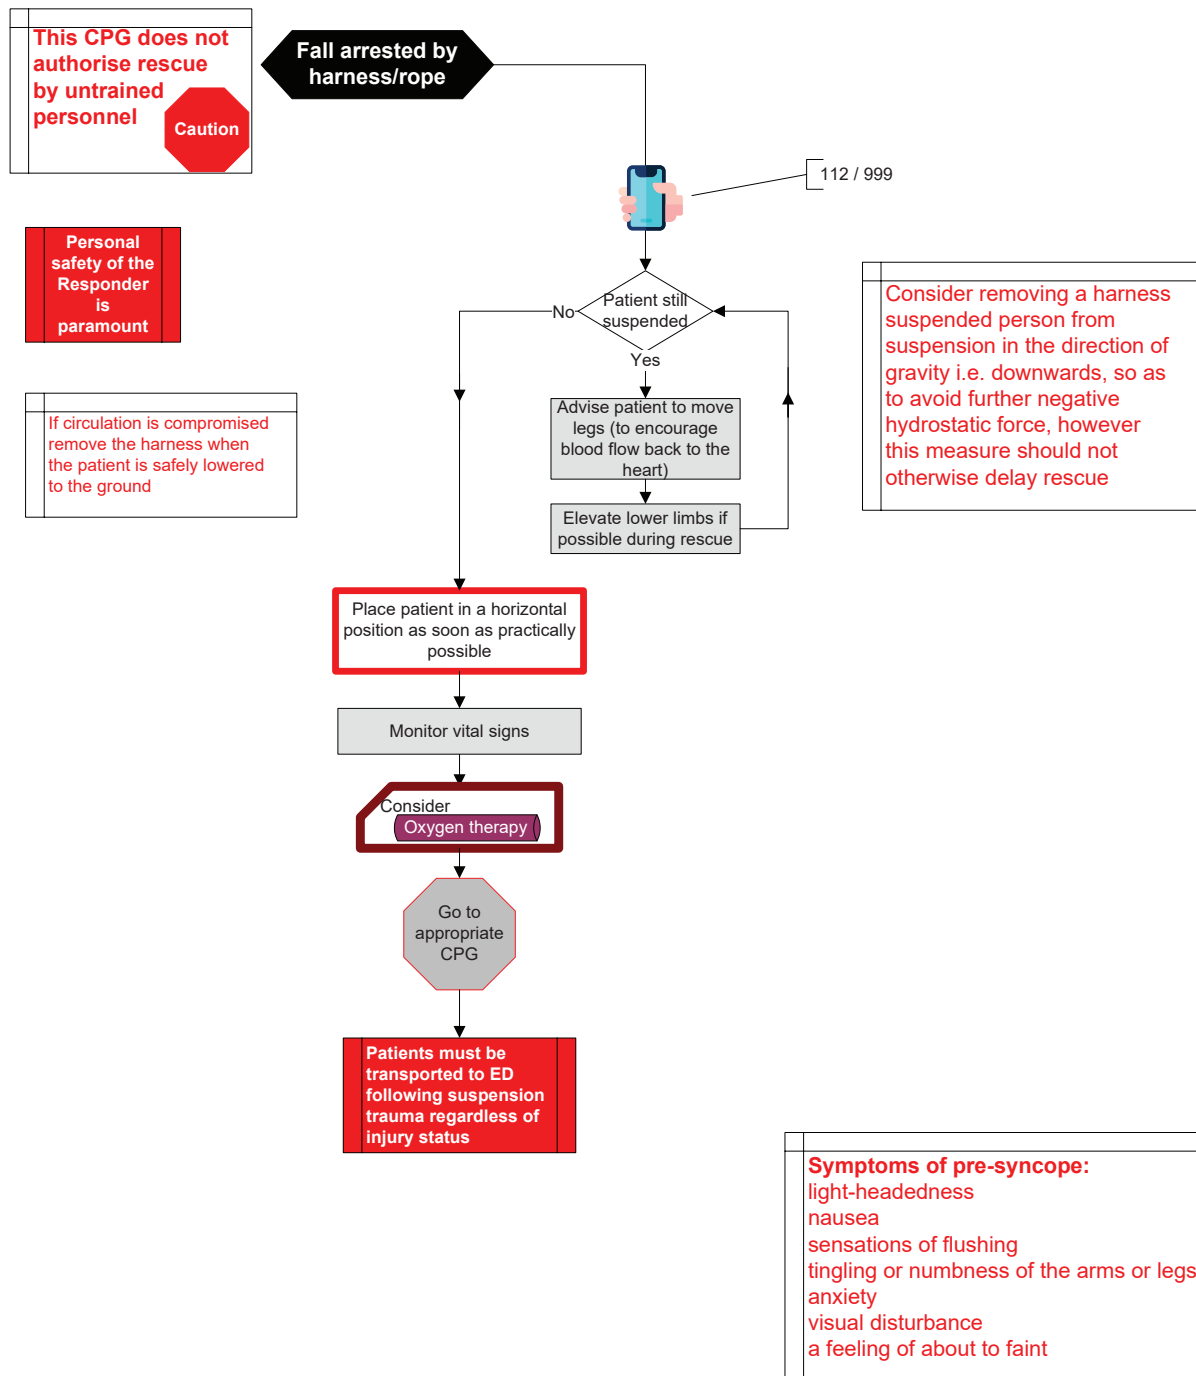 This CPG does not
authorise rescue
by untrained
personnel
Caution
Fall arrested by
harness/rope
112 / 999
Personal
safety of the
Responder
is
paramount
Patient still
suspended
No
Yes
Consider removing a harness
suspended person from
suspension in the direction of
gravity i.e. downwards, so as
to avoid further negative
hydrostatic force, however
this measure should not
otherwise delay rescue
If circulation is compromised
remove the harness when
the patient is safely lowered
to the ground
Advise patient to move
legs (to encourage
blood flow back to the
heart)
Elevate lower limbs if
possible during rescue
Place patient in a horizontal
position as soon as practically
possible
Monitor vital signs
Consider
Oxygen therapy
Go to
appropriate
CPG
Patients must be
transported to ED
following suspension
trauma regardless of
injury status
Symptoms of pre-syncope:
light-headedness
nausea
sensations of flushing
tingling or numbness of the arms or legs
anxiety
visual disturbance
a feeling of about to faint